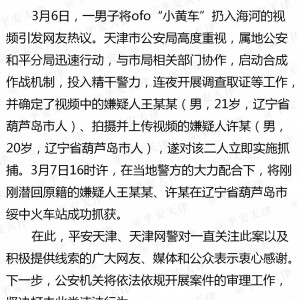 3月6日，一男子将ofo“小黄车”扔入海河的视
频引发网友热议。天津市公安局高度重视，属地公安
和平分局迅速行动，与市局相关部门协作，启动合成
作战机制，投入精干警力，连夜开展调查取证等工作，
并确定了视频中的嫌疑人王某某（男，21岁，辽宁省
葫芦岛市人）、拍摄并上传视频的嫌疑人许某（男，
20岁，辽宁省葫芦岛市人），遂对该二人立即实施抓
捕。3月7日16时许，在当地警方的大力配合下，将刚
刚潜回原籍的嫌疑人王某某、许某在辽宁省葫芦岛市
绥中火车站成功抓获。
在此，平安天津、天津网警对一直关注此案以及
积极提供线索的广大网友、媒体和公众表示衷心感谢。
下一步，公安机关将依法依规开展案件的审理工作，